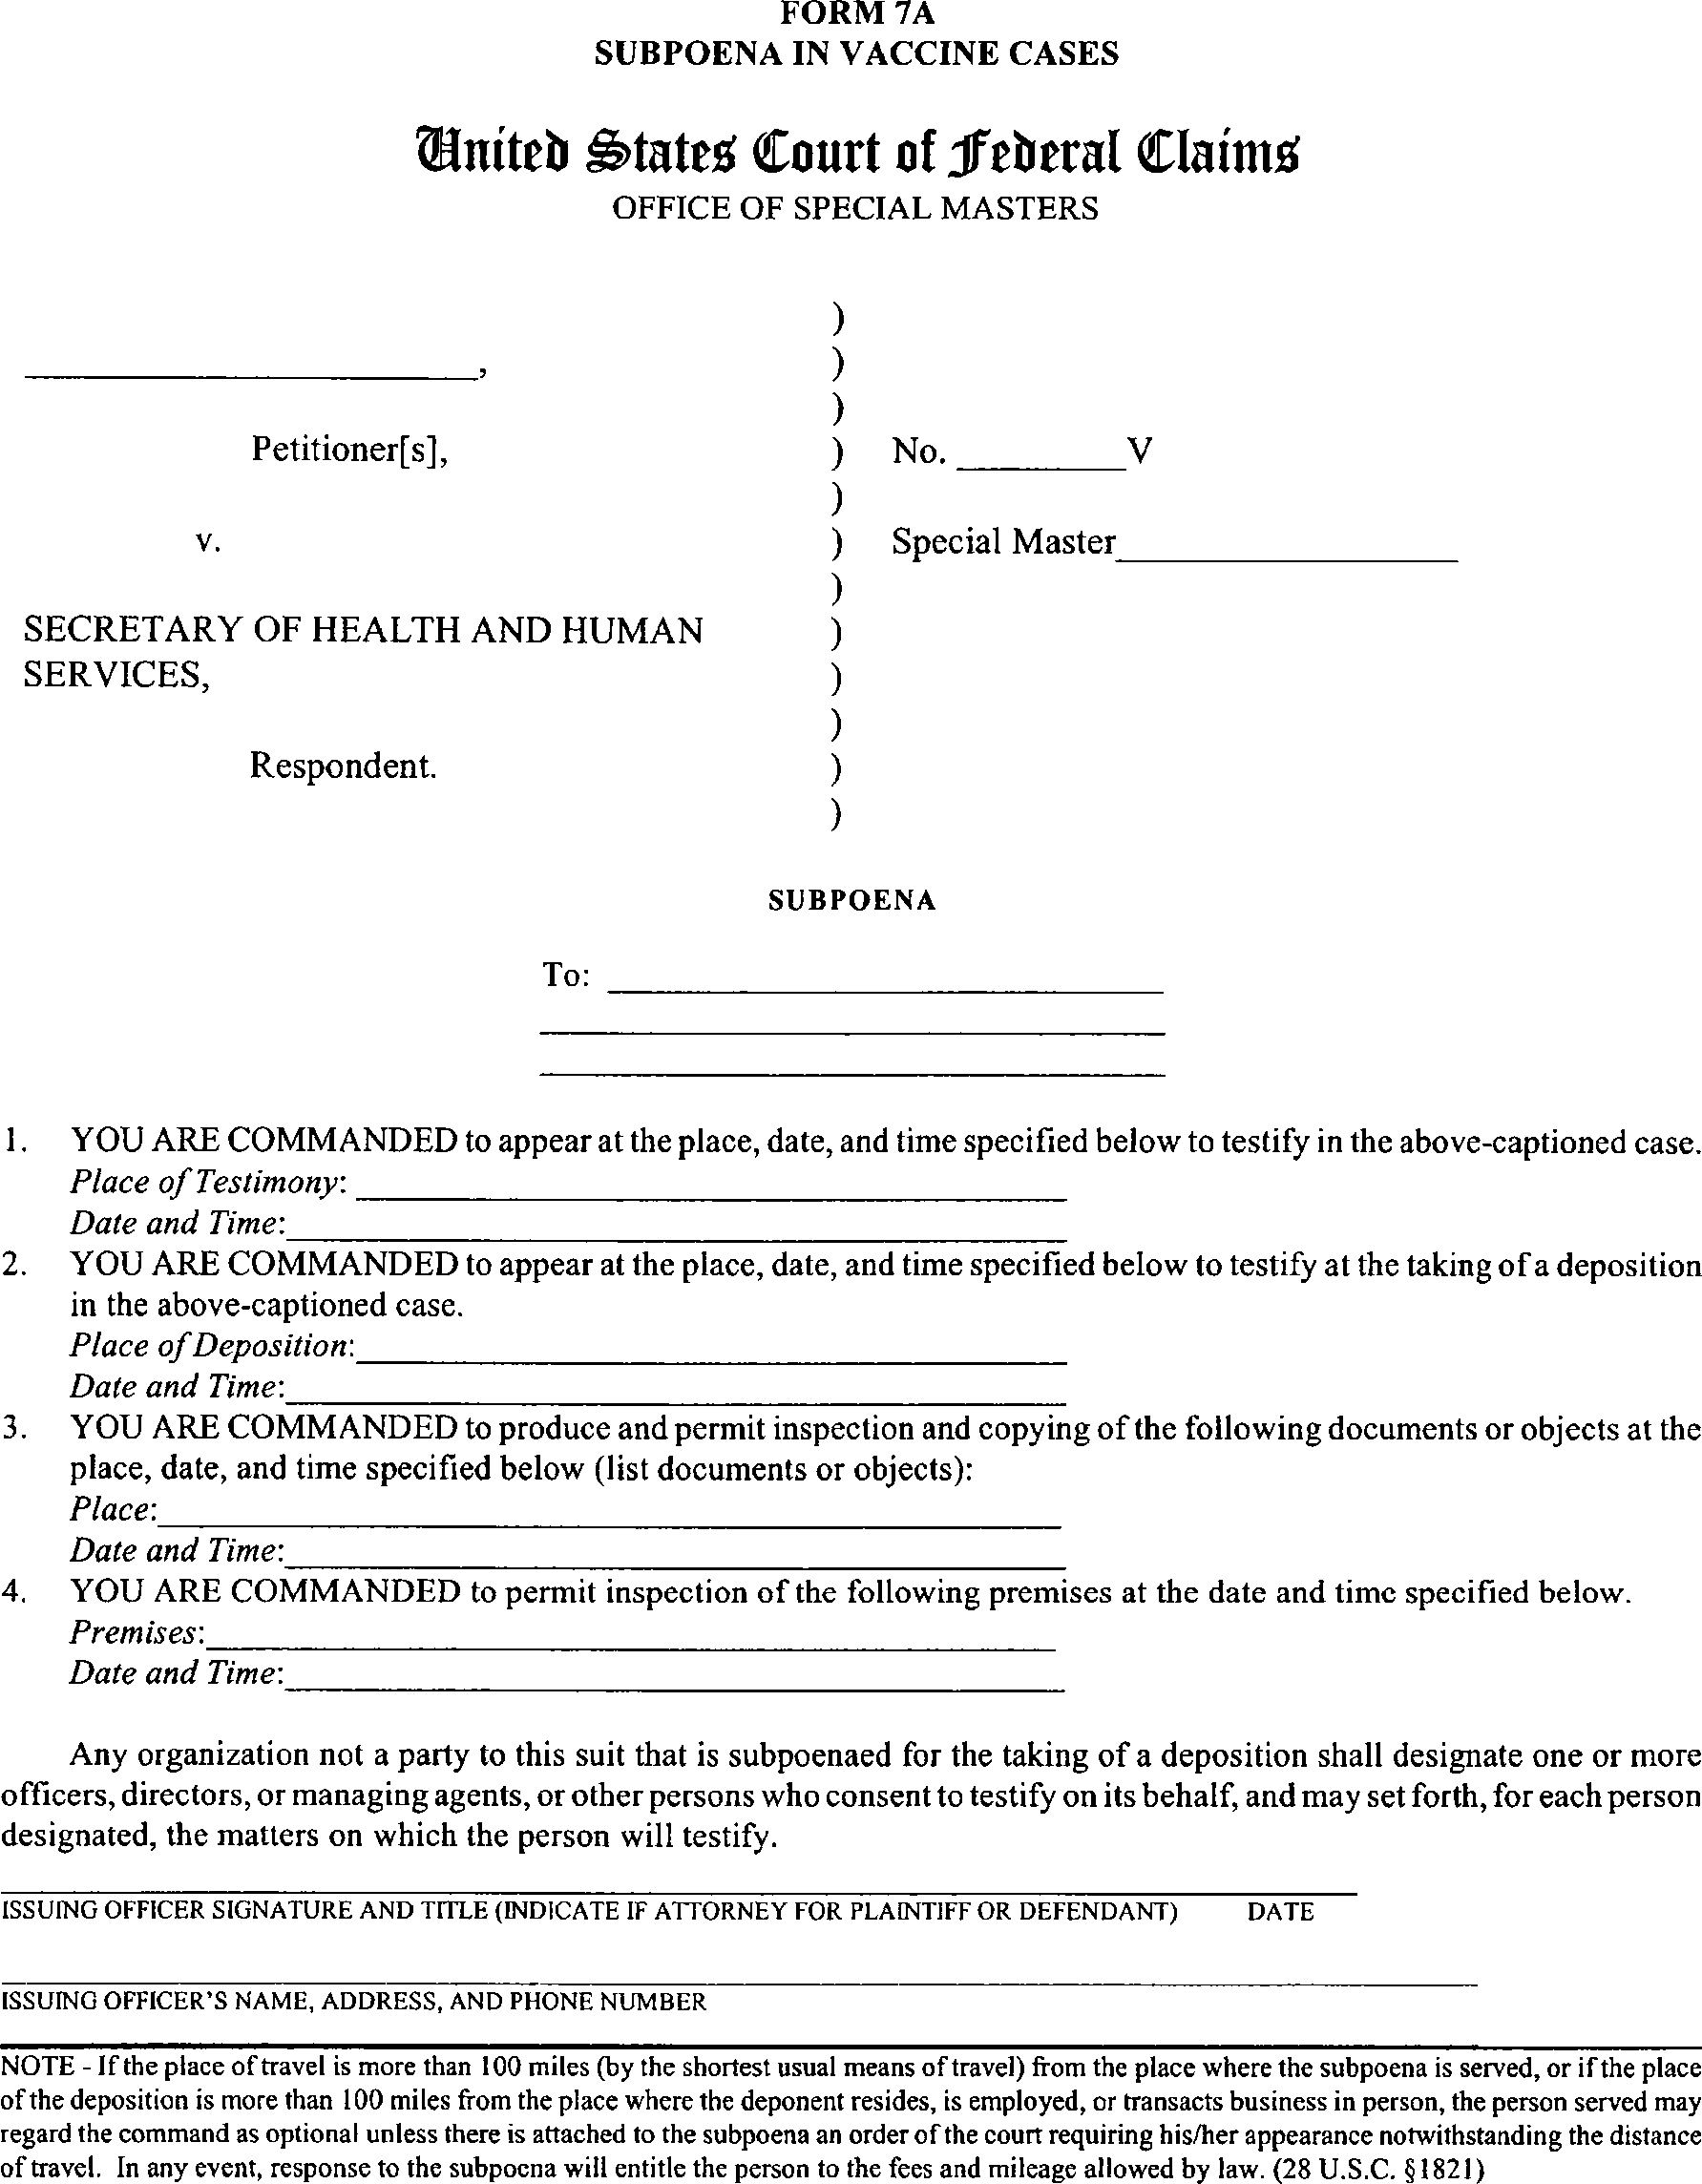 FORM 7A
SUBPOENA IN VACCINE CASES
United States Court of Federal Claims
OFFICE OF SPECIAL MASTERS
)
____________________, )
)
Petitioner[s], ) No. ________V
)
v. ) Special Master________________
)
SECRETARY OF HEALTH AND HUMAN )
SERVICES, )
)
Respondent. )
)
SUBPOENA
To: ____________________
____________________
____________________
1. YOU ARE COMMANDED to appear at the place, date, and time specified below to testify in the above-captioned case.
Place of Testimony: ____________________
Date and Time:____________________
2. YOU ARE COMMANDED to appear at the place, date, and time specified below to testify at the taking of a deposition
in the above-captioned case.
Place of Deposition:____________________
Date and Time:____________________
3. YOU ARE COMMANDED to produce and permit inspection and copying of the following documents or objects at the
place, date, and time specified below (list documents or objects):
Place:____________________
Date and Time:____________________
4. YOU ARE COMMANDED to permit inspection of the following premises at the date and time specified below.
Premises:____________________
Date and Time:____________________
Any organization not a party to this suit that is subpoenaed for the taking of a deposition shall designate one or more
officers, directors, or managing agents, or other persons who consent to testify on its behalf, and may set forth, for each person
designated, the matters on which the person will testify.
ISSUING OFFICER SIGNATURE AND TITLE (INDICATE IF ATTORNEY FOR PLAINTIFF OR DEFENDANT) DATE
ISSUING OFFICER'S NAME, ADDRESS, AND PHONE NUMBER
NOTE - If the place of travel is more than 100 miles (by the shortest usual means of travel) from the place where the subpoena is served, or if the place
of the deposition is more than 100 miles from the place where the deponent resides, is employed, or transacts business in person, the person served may
regard the command as optional unless there is attached to the subpoena an order of the court requiring his/her appearance notwithstanding the distance
of travel. In any event, response to the subpoena will entitle the person to the fees and mileage allowed by law. (28 U.S.C. §1821)